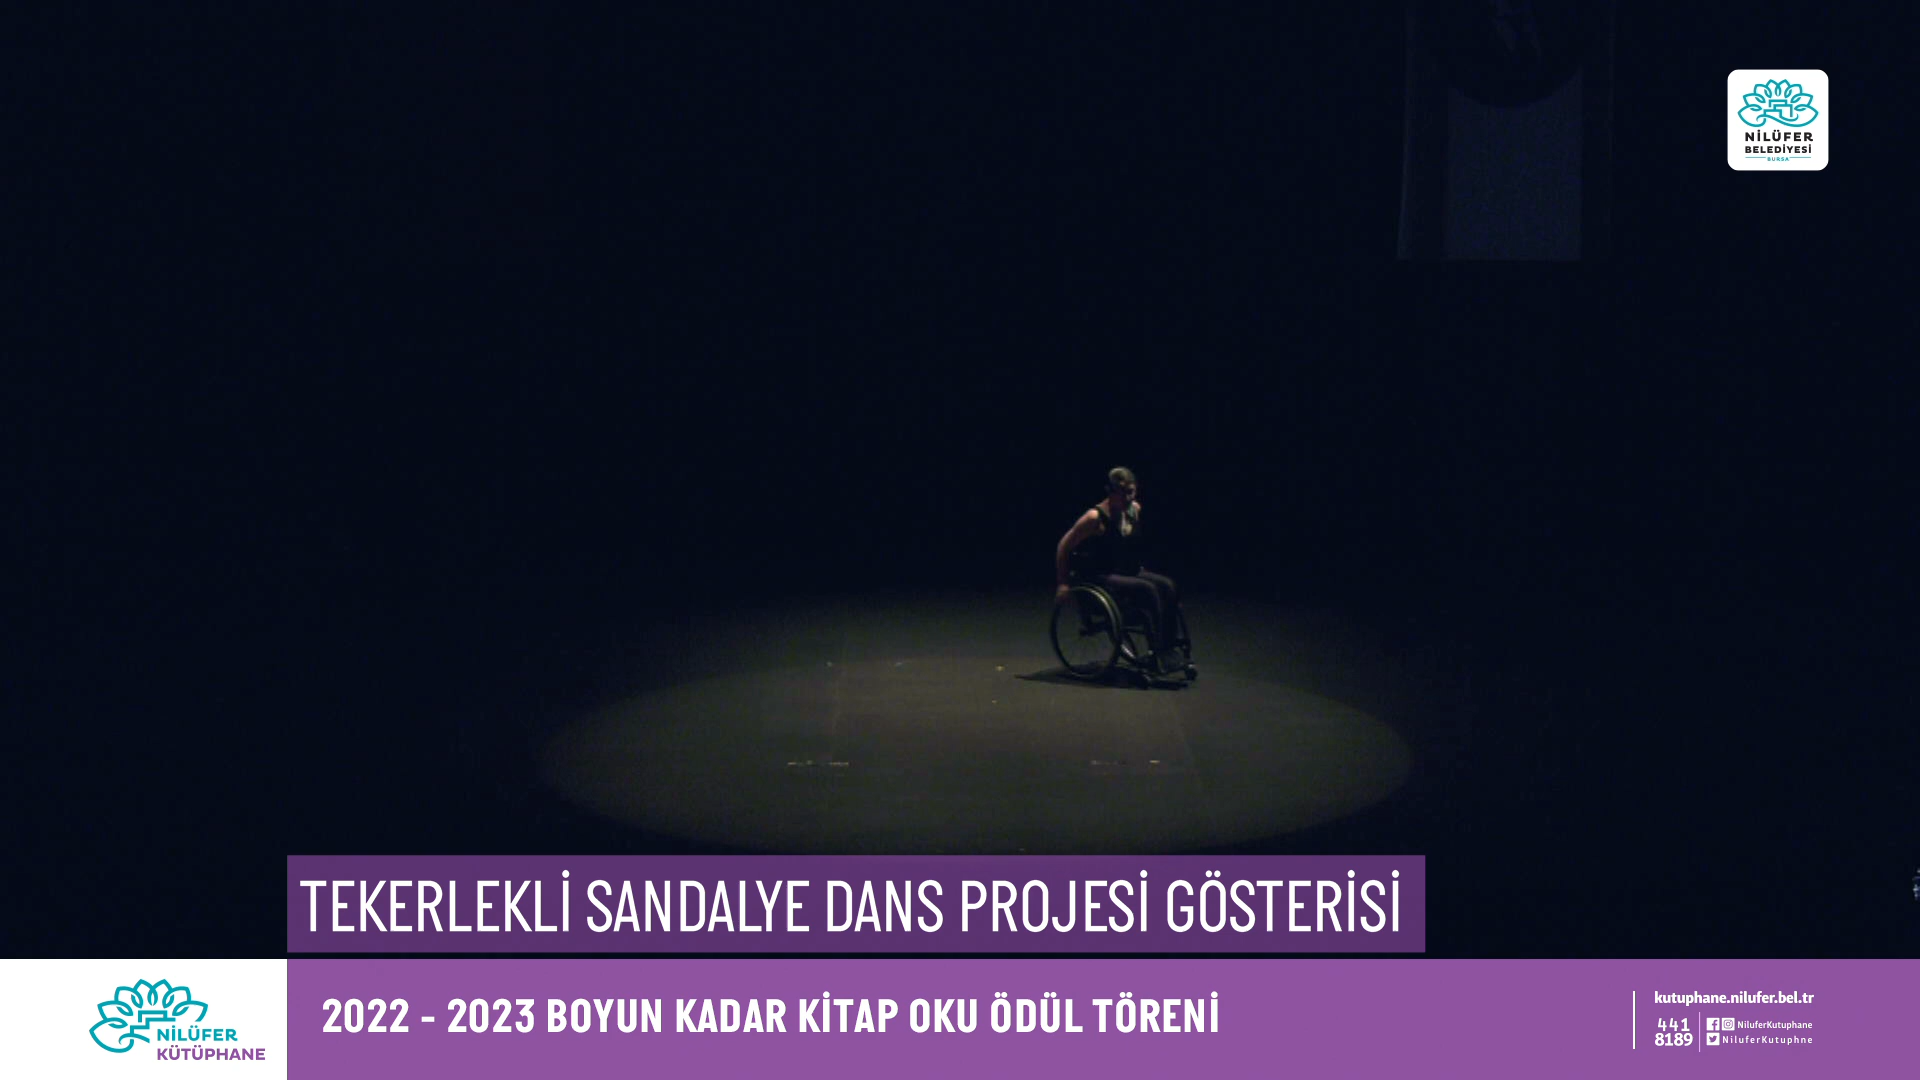 NİLÜFER
BELEDİYESİ
BURSA
TEKERLEKLİ SANDALYE DANS PROJESİ GÖSTERİSİ
2022 - 2023 BOYUN KADAR KİTAP OKU ÖDÜL TÖRENİ
NİLÜFER
KÜTÜPHANE
kutuphane.nilufer.bel.tr
441
8189
NiluferKutuphane
NiluferKutuphne